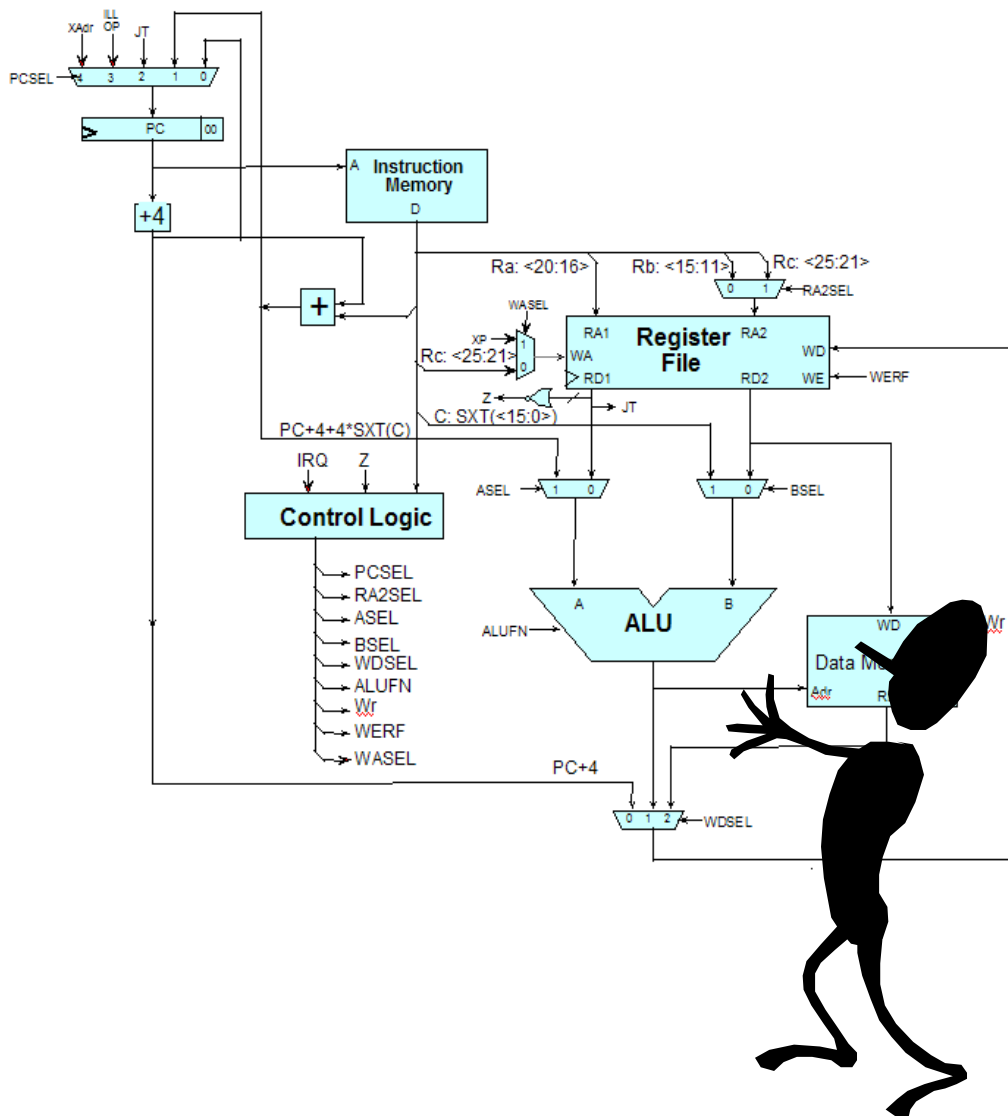 ILL
XAdr OP JT
PCSEL 4 3 2 1 0
PC 00
A Instruction
Memory
D
+4
Ra: <20:16> Rb: <15:11> Rc: <25:21>
0 1 RA2SEL
+
WASEL
XP 1
Rc: <25:21> 0
RA1 Register RA2
File
WA WD
RD1 RD2 WE WERF
Z JT
C: SXT(<15:0>)
PC+4+4*SXT(C)
IRQ Z
ASEL 1 0 1 0 BSEL
Control Logic
PCSEL
RA2SEL
ASEL
BSEL
WDSEL
ALUFN
Wr
WERF
WASEL
A B
ALUFN ALU
WD Wr
Data
Adr
PC+4
0 1 2 WDSEL